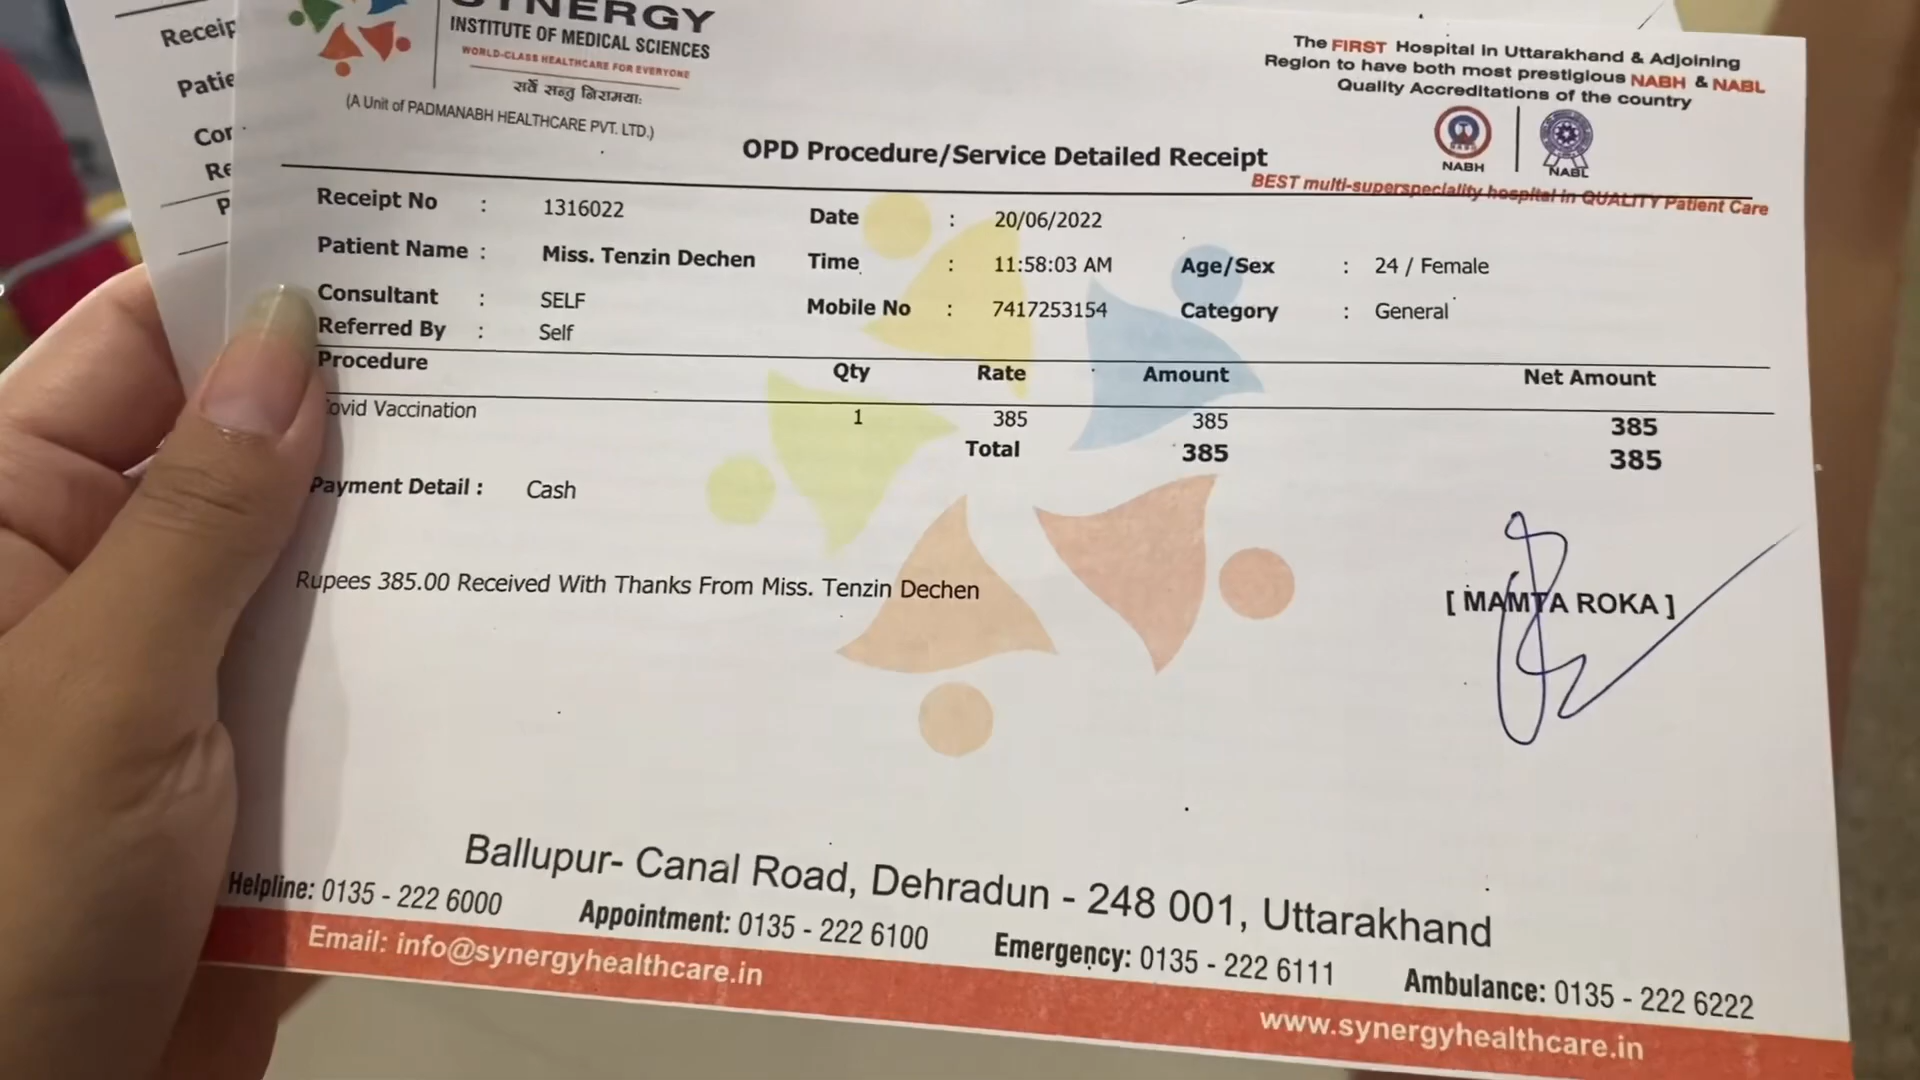 SYNERGY
INSTITUTE OF MEDICAL SCIENCES
WORLD-CLASS HEALTHCARE FOR EVERYONE
सर्वे सन्तु निरामया:
(A Unit of PADMANABH HEALTHCARE PVT. LTD.)
The FIRST Hospital in Uttarakhand & Adjoining
Region to have both most prestigious NABH & NABL
Quality Accreditations of the country
NABH NABL
OPD Procedure/Service Detailed Receipt
BEST multi-superspeciality hospital in QUALITY Patient Care
Receipt No : 1316022 Date : 20/06/2022
Patient Name : Miss. Tenzin Dechen Time : 11:58:03 AM Age/Sex : 24 / Female
Consultant : SELF Mobile No : 7417253154 Category : General
Referred By : Self
Procedure Qty Rate Amount Net Amount
ovid Vaccination 1 385 385 385
Total 385 385
Payment Detail : Cash
Rupees 385.00 Received With Thanks From Miss. Tenzin Dechen
[ MAMTA ROKA ]
Ballupur- Canal Road, Dehradun - 248 001, Uttarakhand
Helpline: 0135 - 222 6000 Appointment: 0135 - 222 6100 Emergency: 0135 - 222 6111 Ambulance: 0135 - 222 6222
Email: info@synergyhealthcare.in www.synergyhealthcare.in